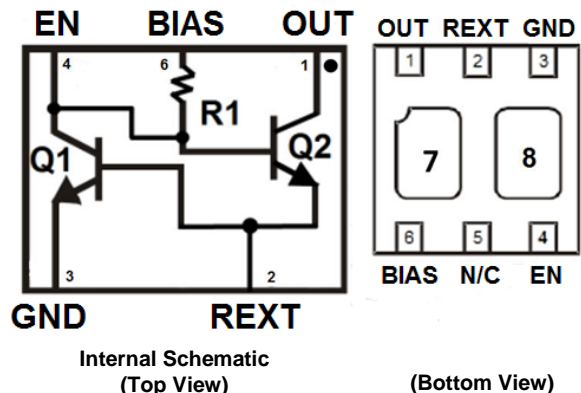 EN BIAS OUT
4 6 1
R1
Q1 Q2
3 2
GND REXT
Internal Schematic
(Top View)
OUT REXT GND
1 2 3
7 8
6 5 4
BIAS N/C EN
(Bottom View)